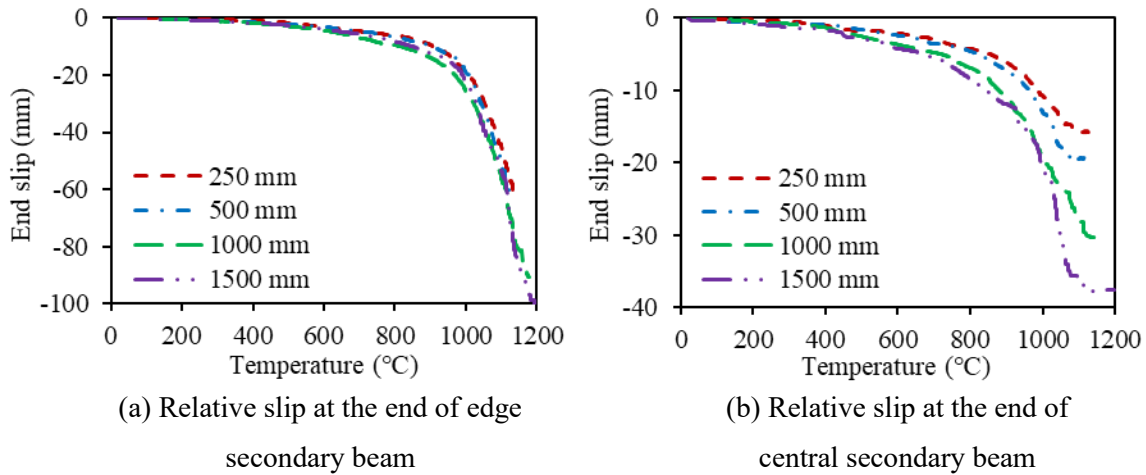 0
-20
-40
-60
-80
-100
End slip (mm)
250 mm
500 mm
1000 mm
1500 mm
0 200 400 600 800 1000 1200
Temperature (°C)
(a) Relative slip at the end of edge
secondary beam
0
-10
-20
-30
-40
End slip (mm)
250 mm
500 mm
1000 mm
1500 mm
0 200 400 600 800 1000 1200
Temperature (°C)
(b) Relative slip at the end of
central secondary beam